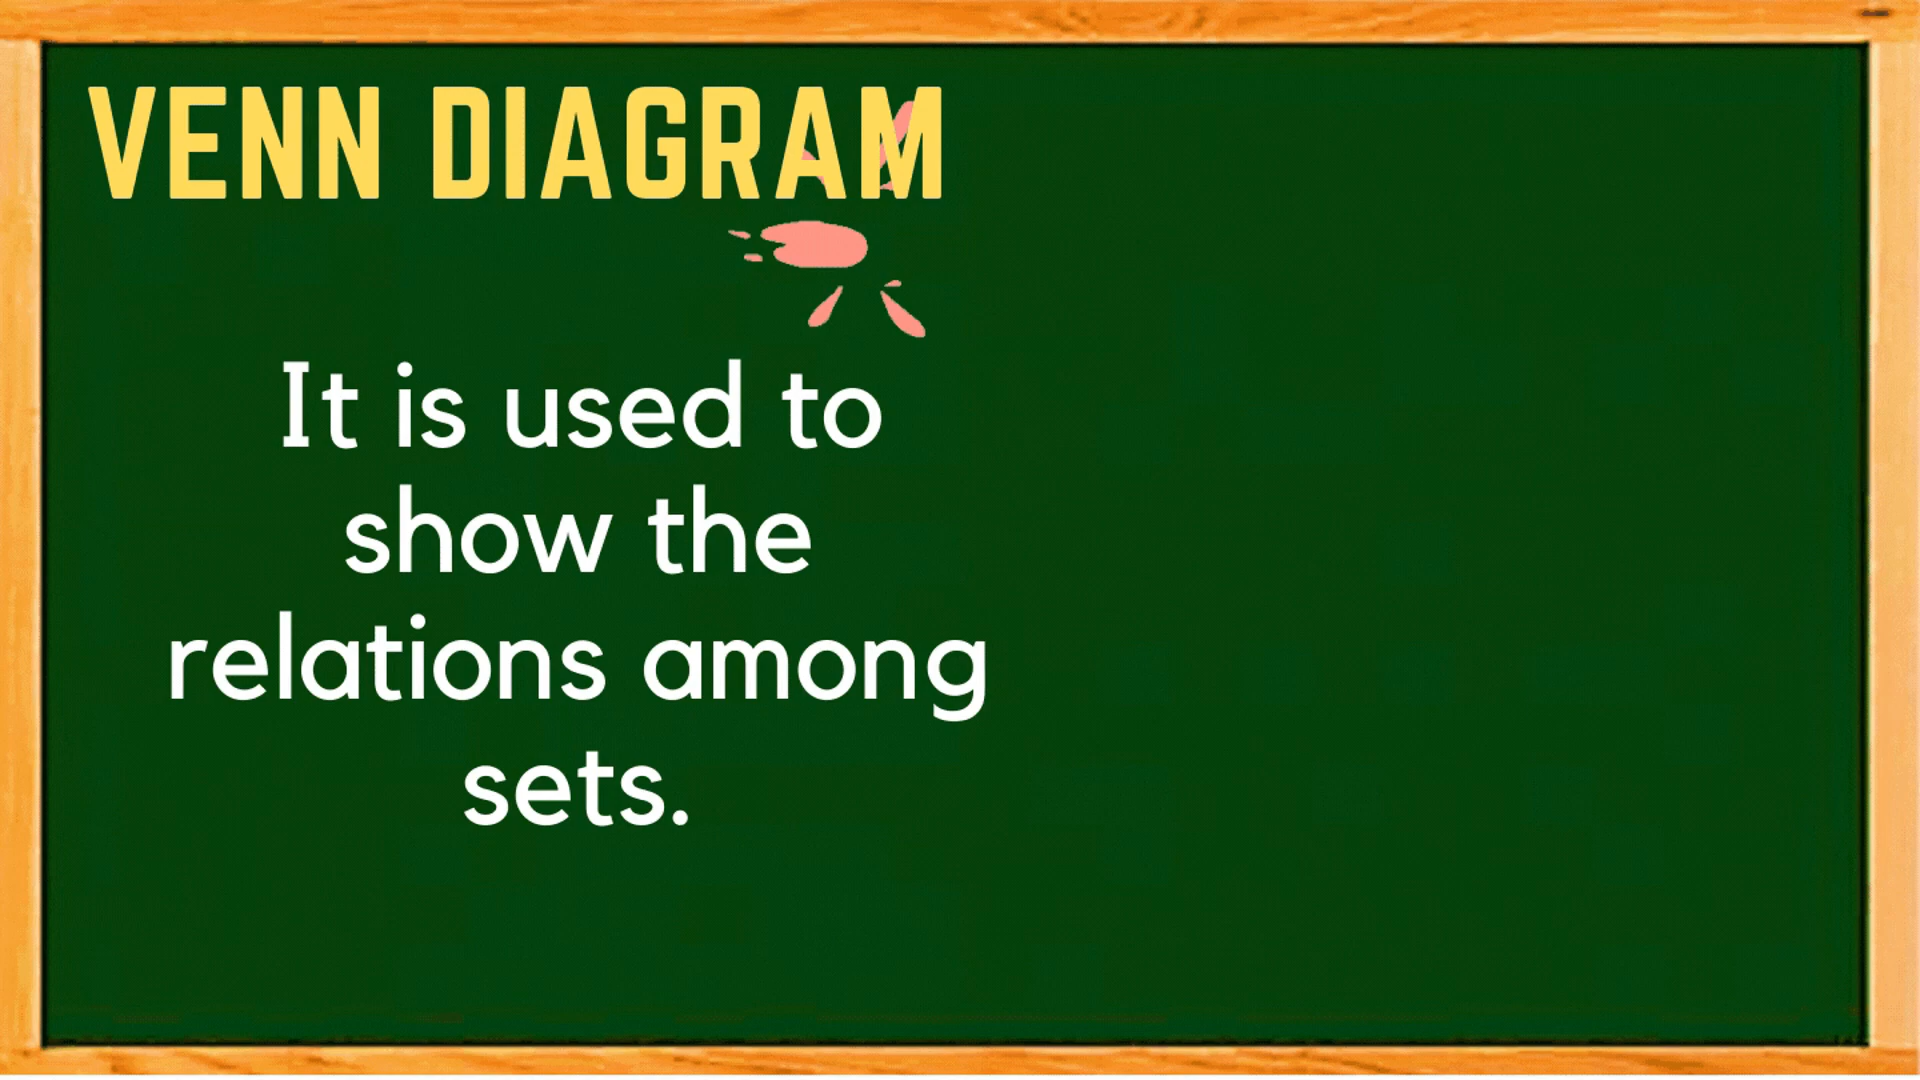 VENN DIAGRAM
It is used to
show the
relations among
sets.